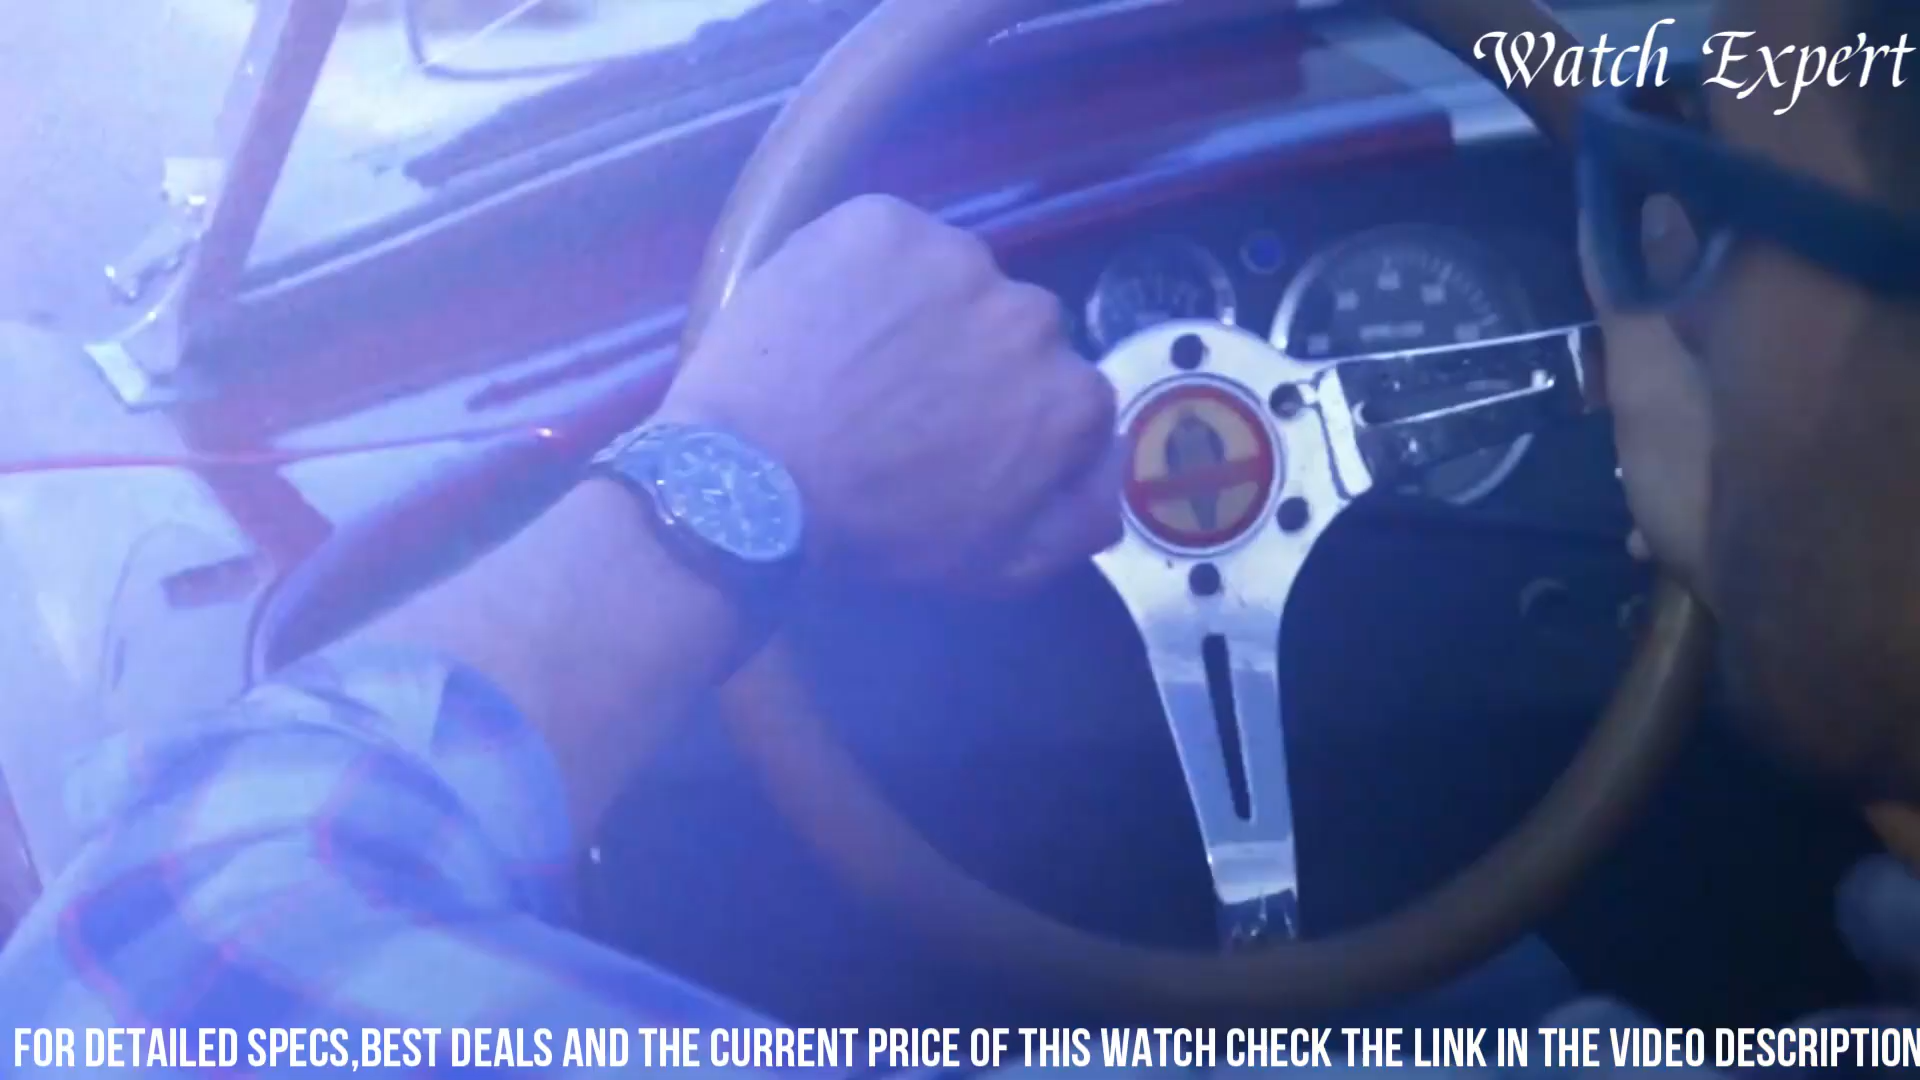 Watch Expert
FOR DETAILED SPECS,BEST DEALS AND THE CURRENT PRICE OF THIS WATCH CHECK THE LINK IN THE VIDEO DESCRIPTION